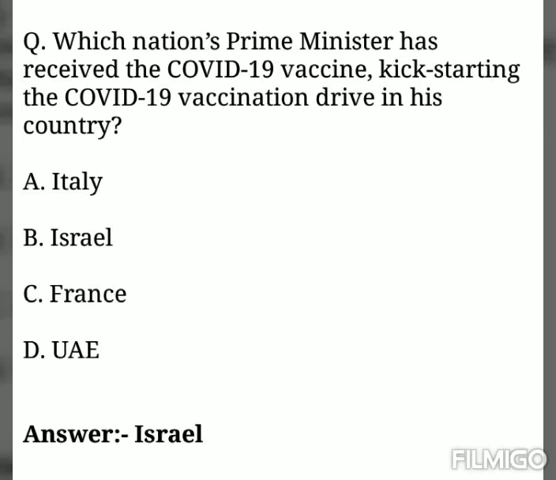 Q. Which nation’s Prime Minister has
received the COVID-19 vaccine, kick-starting
the COVID-19 vaccination drive in his
country?
A. Italy
B. Israel
C. France
D. UAE
Answer:- Israel
FILMIGO